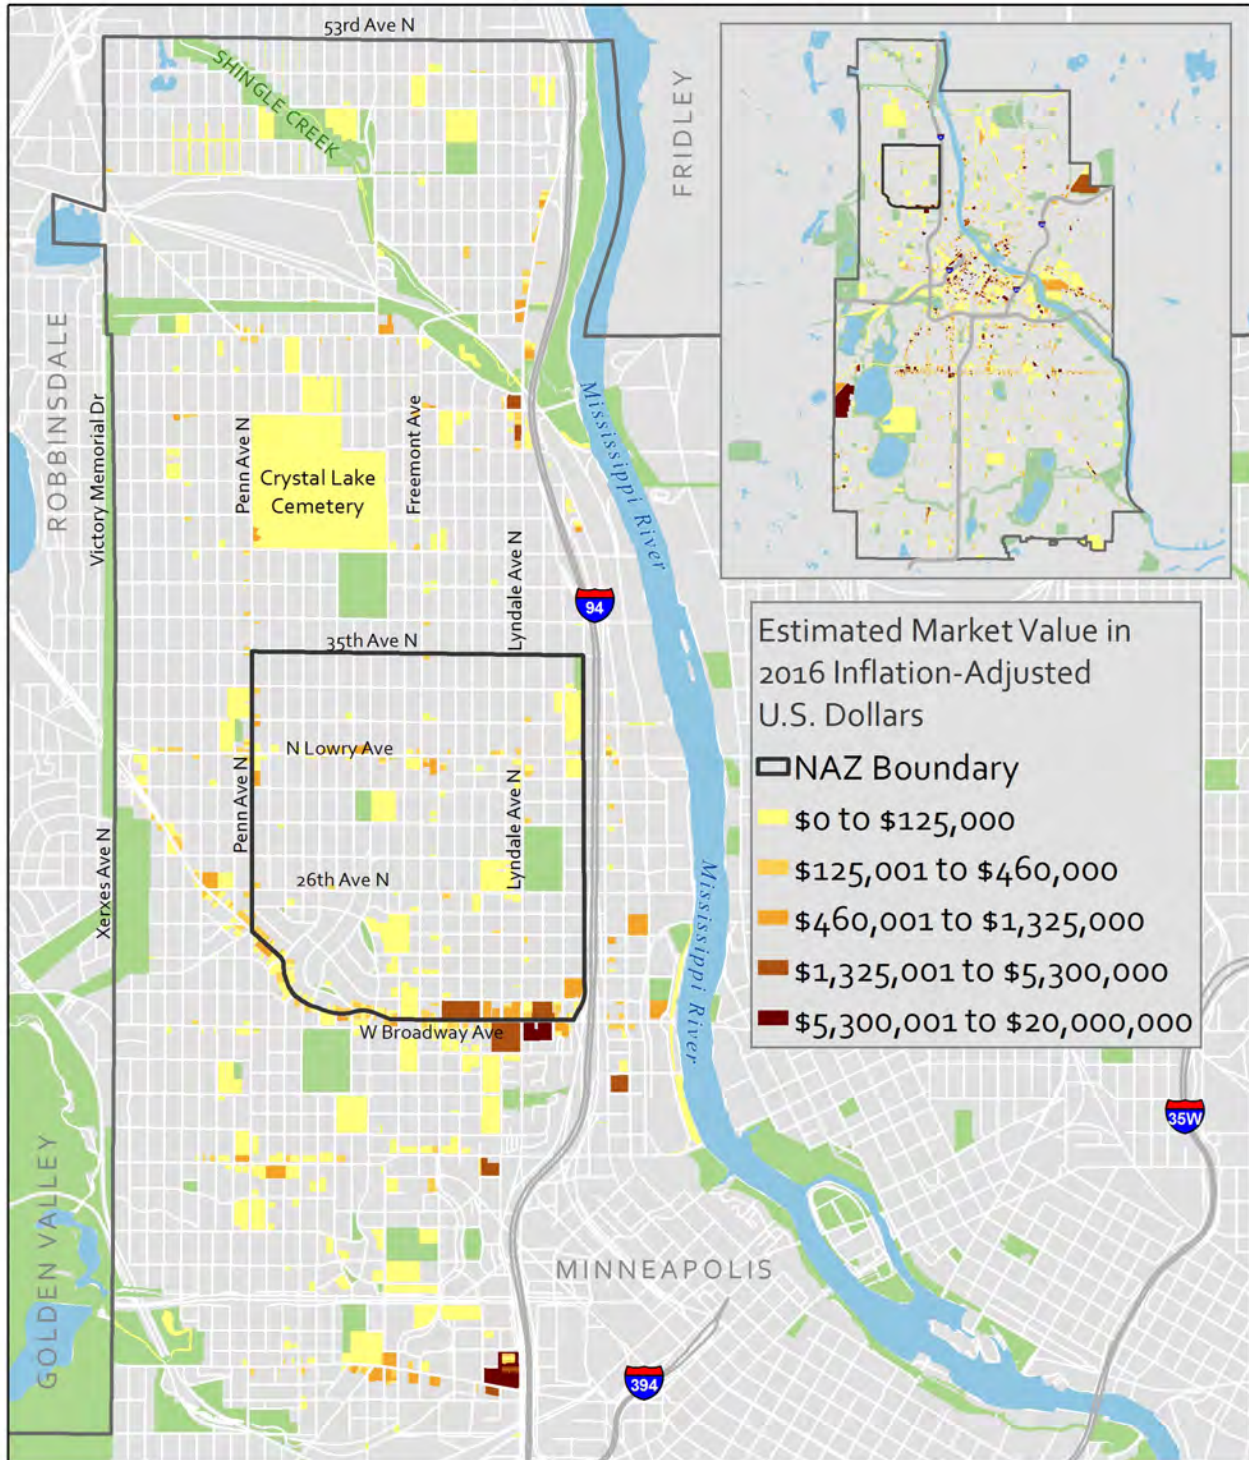 53rd Ave N
SHINGLE CREEK
FRIDLEY
ROBBINSDALE
Victory Memorial Dr
Penn Ave N
Freemont Ave
Crystal Lake
Cemetery
Mississippi River
Lyndale Ave N
94
35th Ave N
N Lowry Ave
Penn Ave N
Lyndale Ave N
Xerxes Ave N
26th Ave N
Mississippi River
W Broadway Ave
GOLDEN VALLEY
MINNEAPOLIS
35W
394
Estimated Market Value in
2016 Inflation-Adjusted
U.S. Dollars
NAZ Boundary
$0 to $125,000
$125,001 to $460,000
$460,001 to $1,325,000
$1,325,001 to $5,300,000
$5,300,001 to $20,000,000